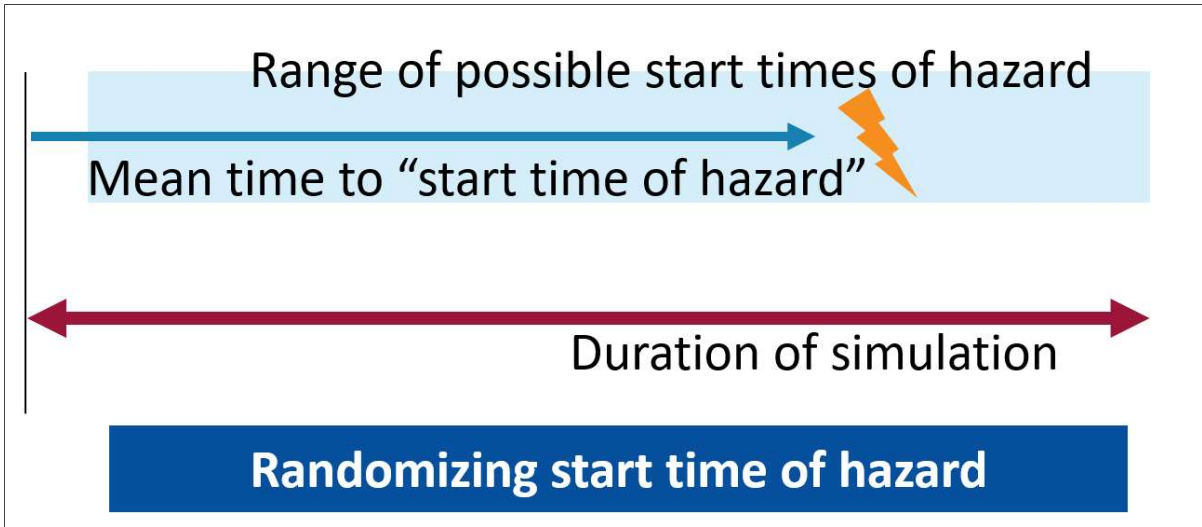 Range of possible start times of hazard
Mean time to “start time of hazard”
Duration of simulation
Randomizing start time of hazard